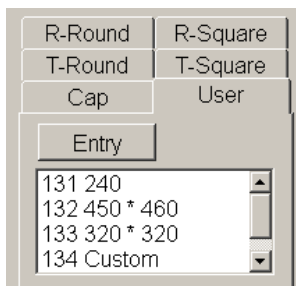 R-Round R-Square
T-Round T-Square
Cap User
Entry
131 240
132 450 * 460
133 320 * 320
134 Custom